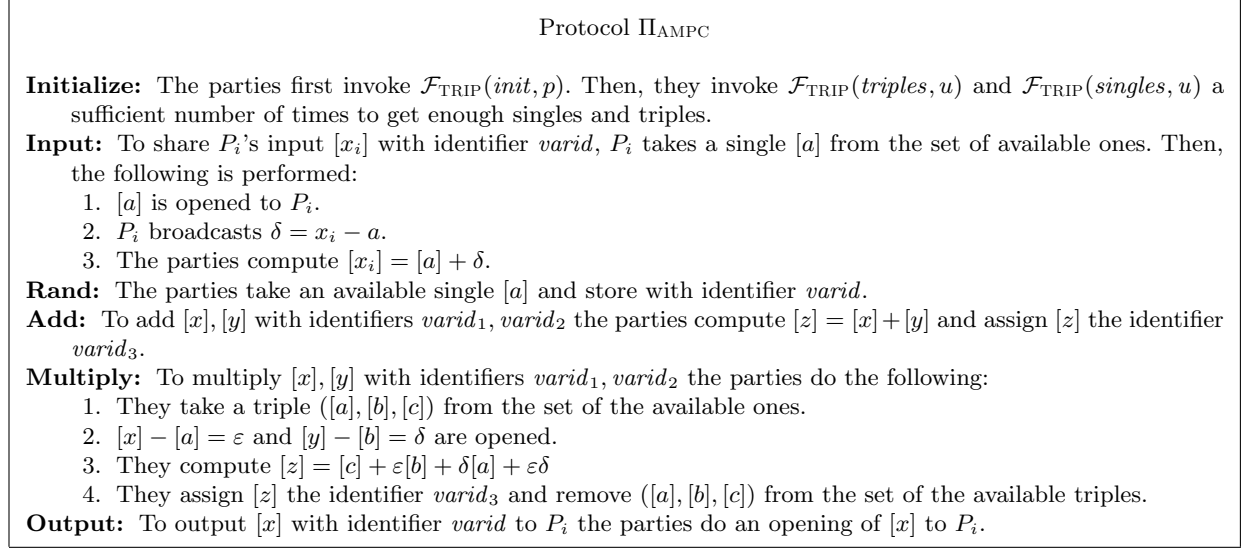 Protocol Π_AMPC
Initialize: The parties first invoke F_TRIP(init, p). Then, they invoke F_TRIP(triples, u) and F_TRIP(singles, u) a
sufficient number of times to get enough singles and triples.
Input: To share P_i's input [x_i] with identifier varid, P_i takes a single [a] from the set of available ones. Then,
the following is performed:
1. [a] is opened to P_i.
2. P_i broadcasts δ = x_i − a.
3. The parties compute [x_i] = [a] + δ.
Rand: The parties take an available single [a] and store with identifier varid.
Add: To add [x], [y] with identifiers varid_1, varid_2 the parties compute [z] = [x]+[y] and assign [z] the identifier
varid_3.
Multiply: To multiply [x], [y] with identifiers varid_1, varid_2 the parties do the following:
1. They take a triple ([a], [b], [c]) from the set of the available ones.
2. [x] − [a] = ε and [y] − [b] = δ are opened.
3. They compute [z] = [c] + ε[b] + δ[a] + εδ
4. They assign [z] the identifier varid_3 and remove ([a], [b], [c]) from the set of the available triples.
Output: To output [x] with identifier varid to P_i the parties do an opening of [x] to P_i.